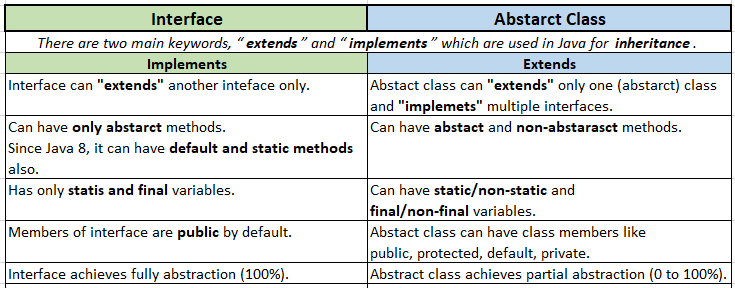 Interface Abstarct Class
There are two main keywords, “ extends ” and “ implements ” which are used in Java for inheritance .
Implements Extends
Interface can "extends" another inteface only.
Abstact class can "extends" only one (abstarct) class
and "implemets" multiple interfaces.
Can have only abstarct methods.
Since Java 8, it can have default and static methods
also.
Can have abstact and non-abstarasct methods.
Has only statis and final variables.
Can have static/non-static and
final/non-final variables.
Members of interface are public by default.
Abstact class can have class members like
public, protected, default, private.
Interface achieves fully abstraction (100%).
Abstract class achieves partial abstraction (0 to 100%).